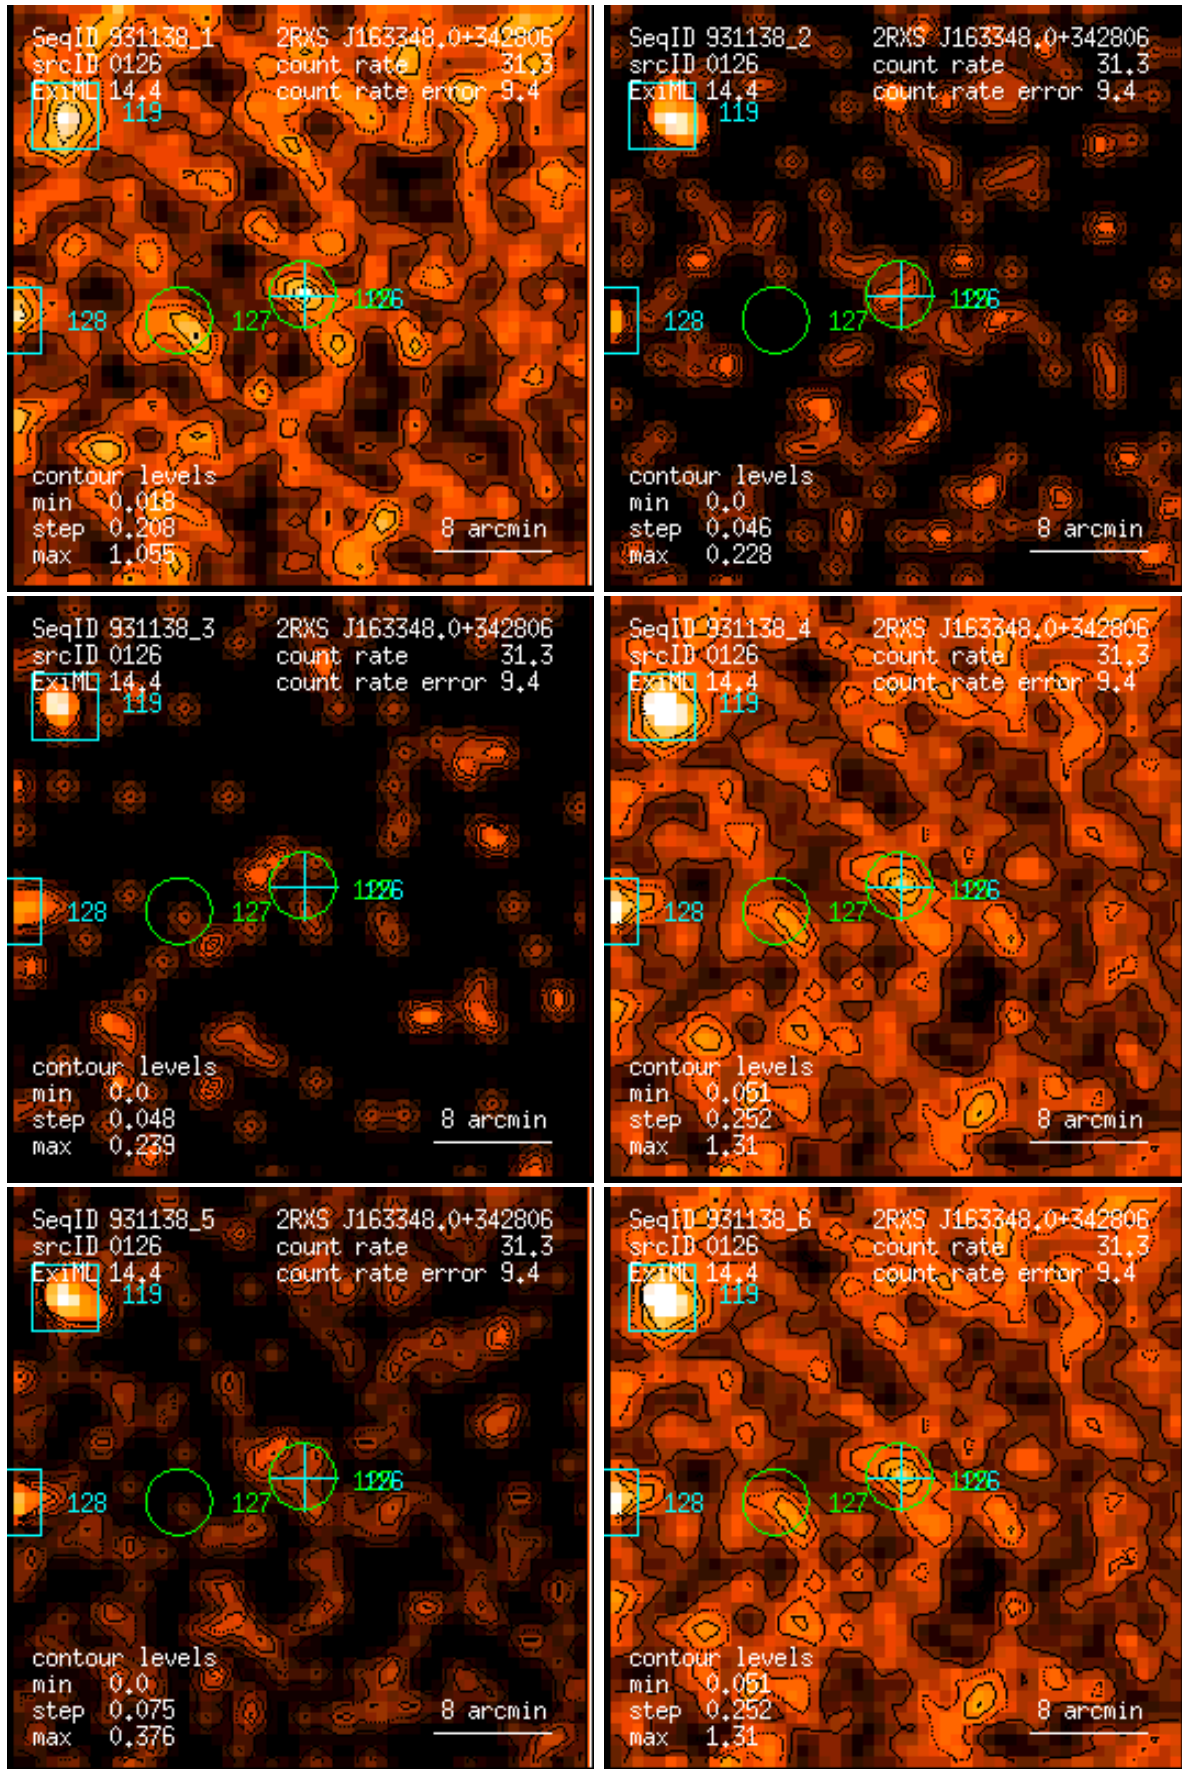 SeqID 931138_1 2RXS J163348.0+342806
srcID 0126 count rate 31.3
ExiML 14.4 count rate error 9.4
119
126
128
127
contour levels
min 0.018
step 0.208
max 1.055
8 arcmin
SeqID 931138_2 2RXS J163348.0+342806
srcID 0126 count rate 31.3
ExiML 14.4 count rate error 9.4
119
126
128
127
contour levels
min 0.0
step 0.046
max 0.228
8 arcmin
SeqID 931138_3 2RXS J163348.0+342806
srcID 0126 count rate 31.3
ExiML 14.4 count rate error 9.4
119
126
128
127
contour levels
min 0.0
step 0.048
max 0.239
8 arcmin
SeqID 931138_4 2RXS J163348.0+342806
srcID 0126 count rate 31.3
ExiML 14.4 count rate error 9.4
119
126
128
127
contour levels
min 0.051
step 0.252
max 1.31
8 arcmin
SeqID 931138_5 2RXS J163348.0+342806
srcID 0126 count rate 31.3
ExiML 14.4 count rate error 9.4
119
126
128
127
contour levels
min 0.0
step 0.075
max 0.376
8 arcmin
SeqID 931138_6 2RXS J163348.0+342806
srcID 0126 count rate 31.3
ExiML 14.4 count rate error 9.4
119
126
128
127
contour levels
min 0.051
step 0.252
max 1.31
8 arcmin